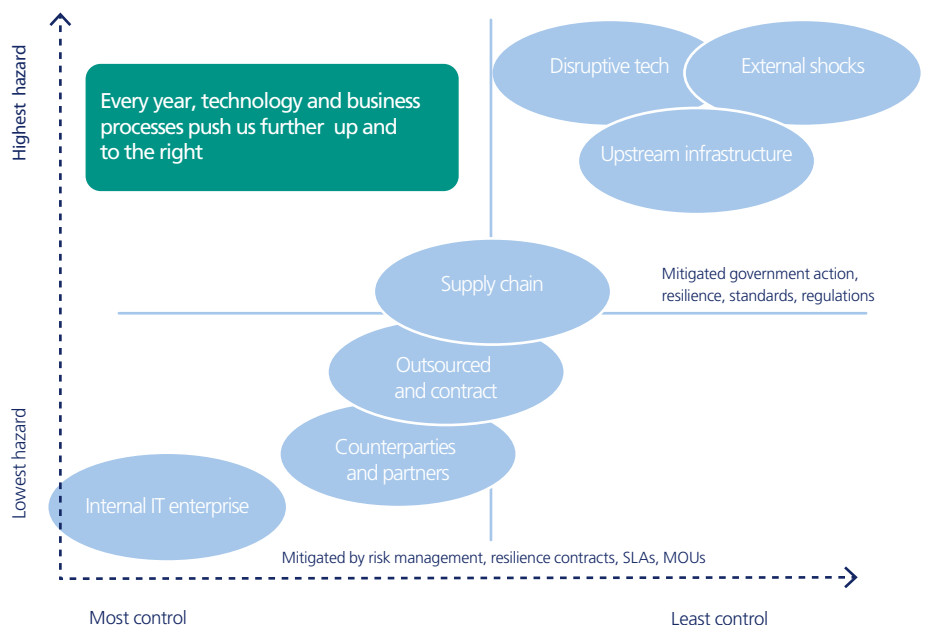 Highest hazard
Disruptive tech
External shocks
Every year, technology and business
processes push us further up and
to the right
Upstream infrastructure
Supply chain
Mitigated government action,
resilience, standards, regulations
Outsourced
and contract
Lowest hazard
Counterparties
and partners
Internal IT enterprise
Mitigated by risk management, resilience contracts, SLAs, MOUs
Most control
Least control